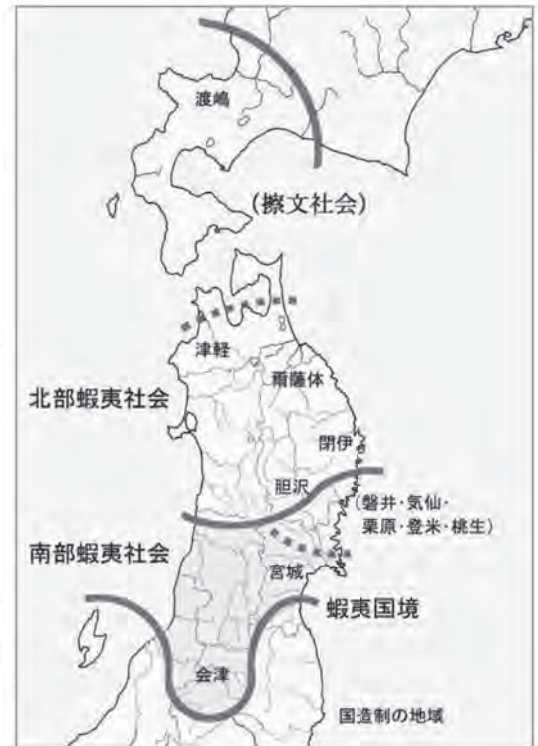 渡嶋
(擦文社会)
津軽
爾薩体
北部蝦夷社会
閉伊
胆沢
(磐井・気仙・
栗原・登米・桃生)
南部蝦夷社会
宮城
蝦夷国境
会津
国造制の地域